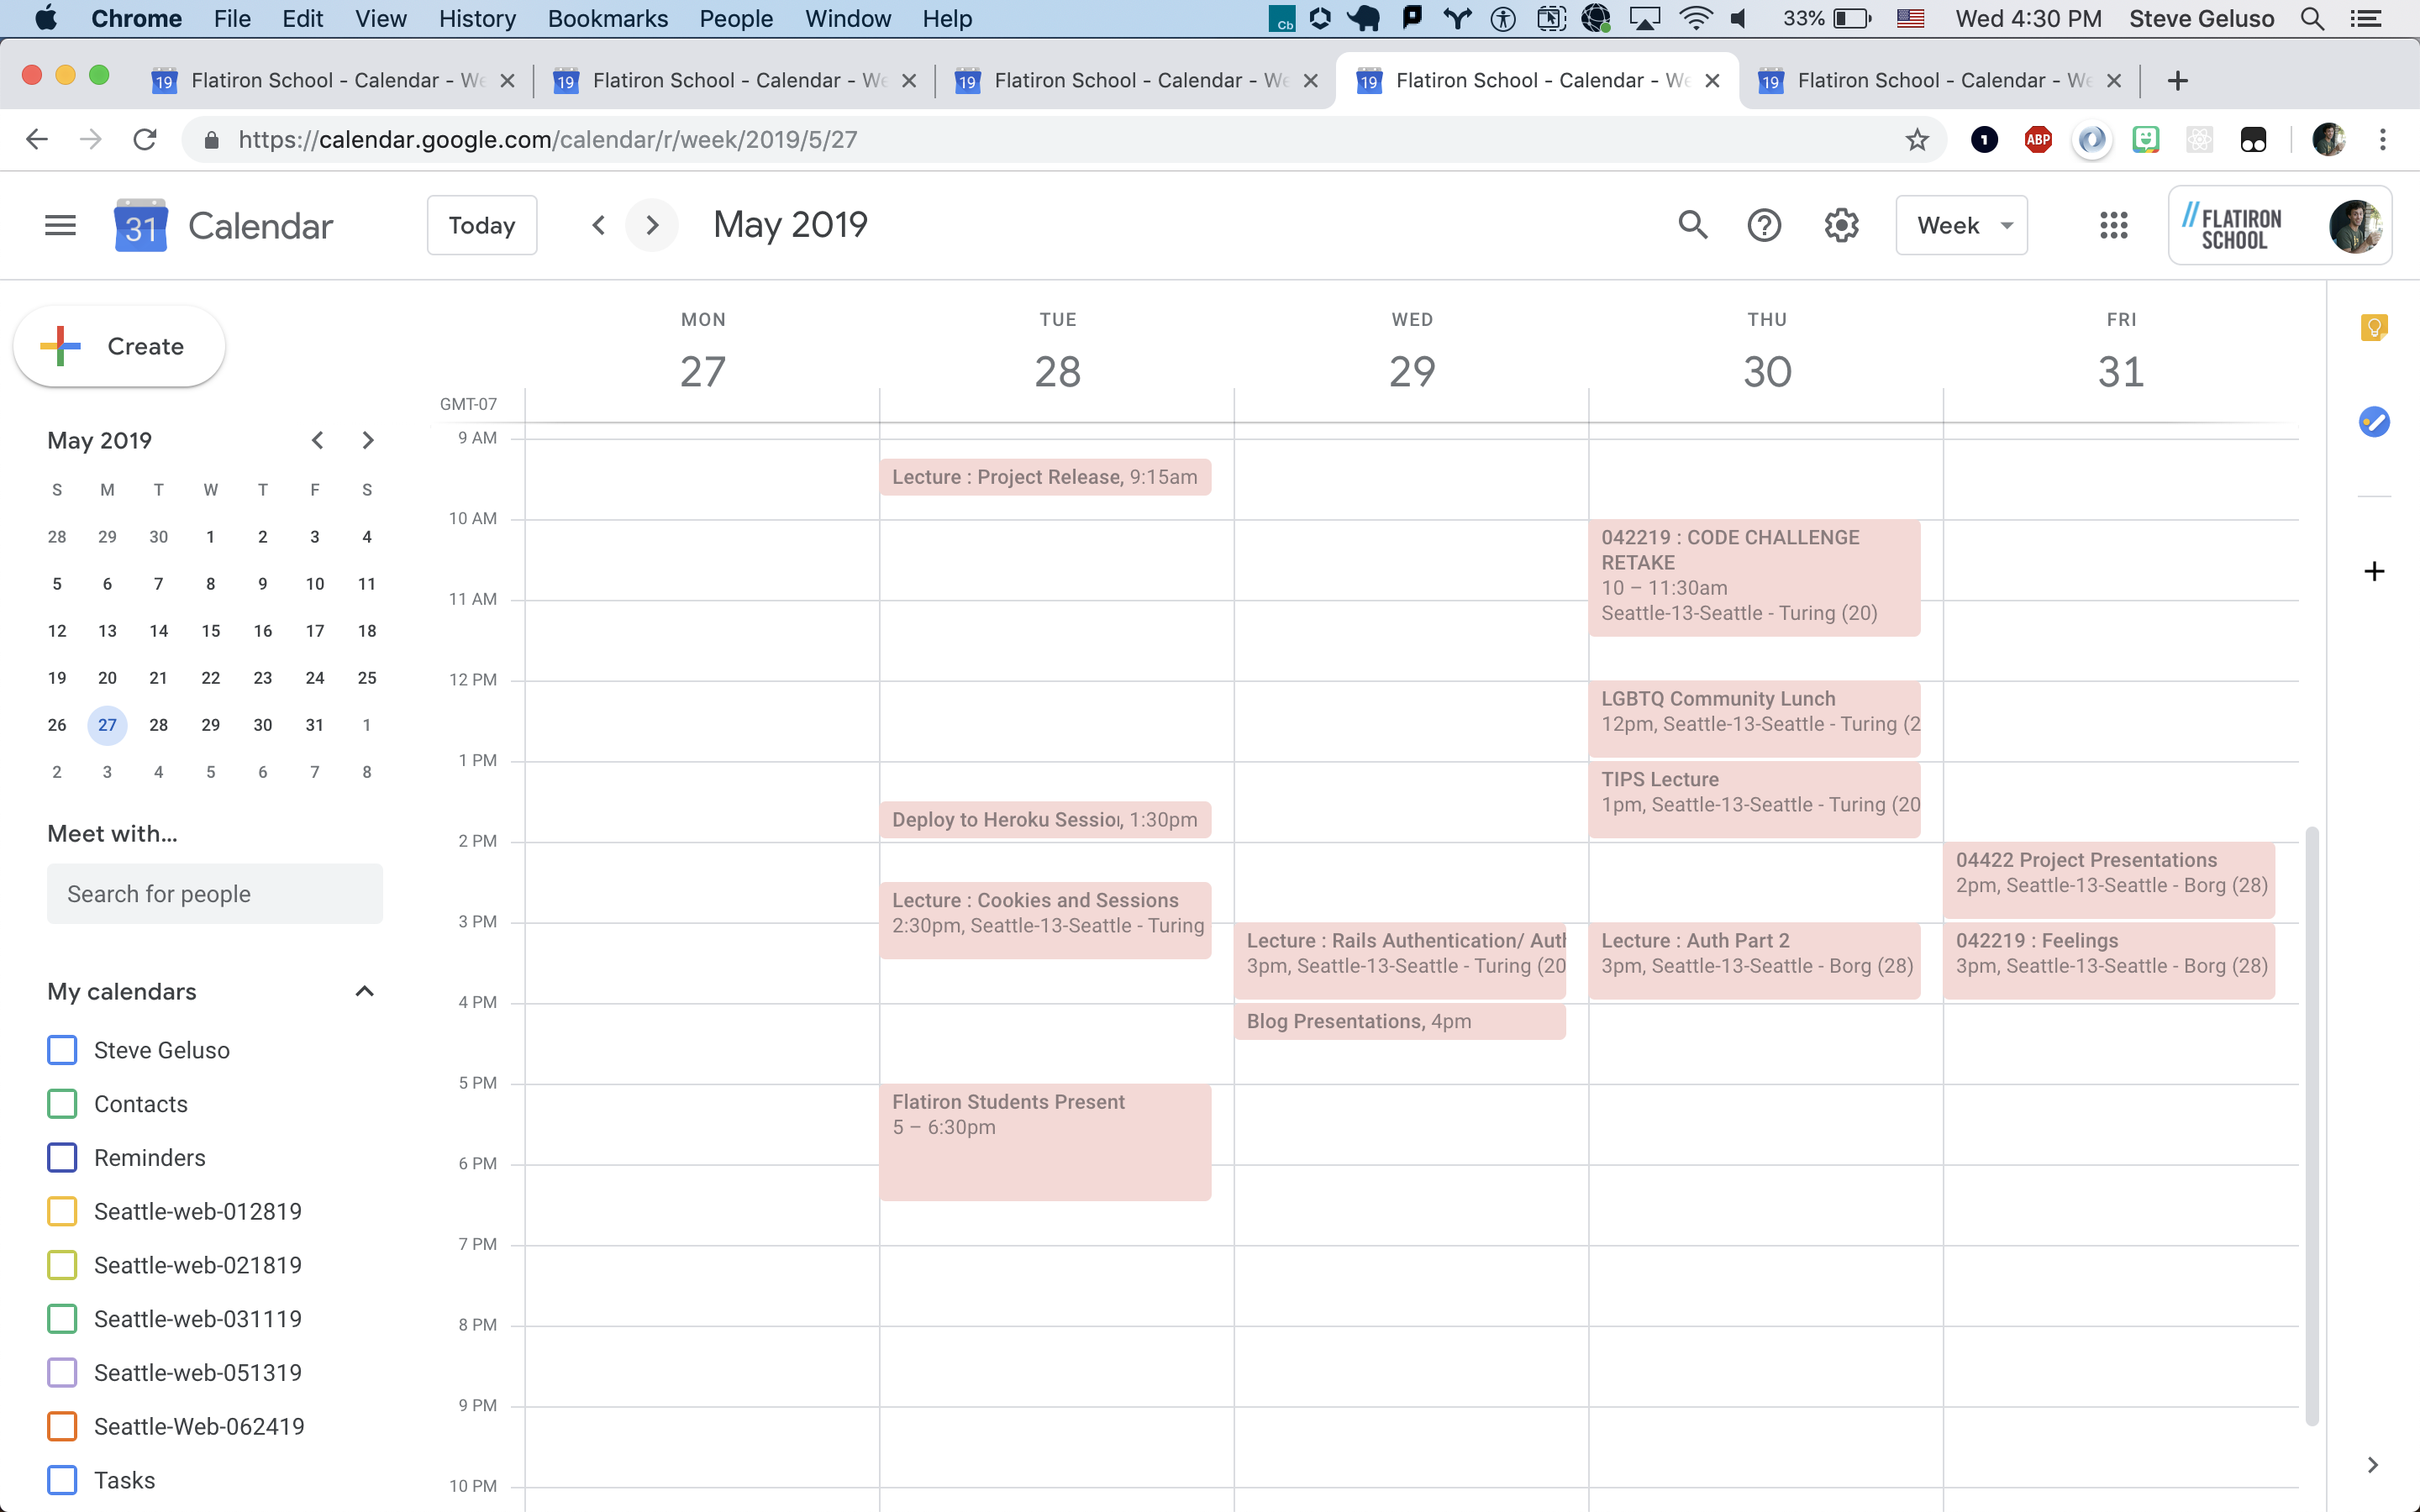 Chrome File Edit View History Bookmarks People Window Help Cb 33% Wed 4:30 PM Steve Geluso
19 Flatiron School - Calendar - We 19 Flatiron School - Calendar - We 19 Flatiron School - Calendar - We 19 Flatiron School - Calendar - We 19 Flatiron School - Calendar - We
https://calendar.google.com/calendar/r/week/2019/5/27 1 ABP
31 Calendar Today May 2019 Week FLATIRON SCHOOL
Create
May 2019
S M T W T F S
28 29 30 1 2 3 4
5 6 7 8 9 10 11
12 13 14 15 16 17 18
19 20 21 22 23 24 25
26 27 28 29 30 31 1
2 3 4 5 6 7 8
Meet with...
Search for people
My calendars
Steve Geluso
Contacts
Reminders
Seattle-web-012819
Seattle-web-021819
Seattle-web-031119
Seattle-web-051319
Seattle-Web-062419
Tasks
MON TUE WED THU FRI
27 28 29 30 31
GMT-07
9 AM
10 AM
11 AM
12 PM
1 PM
2 PM
3 PM
4 PM
5 PM
6 PM
7 PM
8 PM
9 PM
10 PM
Lecture : Project Release, 9:15am
Deploy to Heroku Session, 1:30pm
Lecture : Cookies and Sessions
2:30pm, Seattle-13-Seattle - Turing
Flatiron Students Present
5 – 6:30pm
Lecture : Rails Authentication/ Auth
3pm, Seattle-13-Seattle - Turing (20
Blog Presentations, 4pm
042219 : CODE CHALLENGE
RETAKE
10 – 11:30am
Seattle-13-Seattle - Turing (20)
LGBTQ Community Lunch
12pm, Seattle-13-Seattle - Turing (2
TIPS Lecture
1pm, Seattle-13-Seattle - Turing (20
Lecture : Auth Part 2
3pm, Seattle-13-Seattle - Borg (28)
04422 Project Presentations
2pm, Seattle-13-Seattle - Borg (28)
042219 : Feelings
3pm, Seattle-13-Seattle - Borg (28)